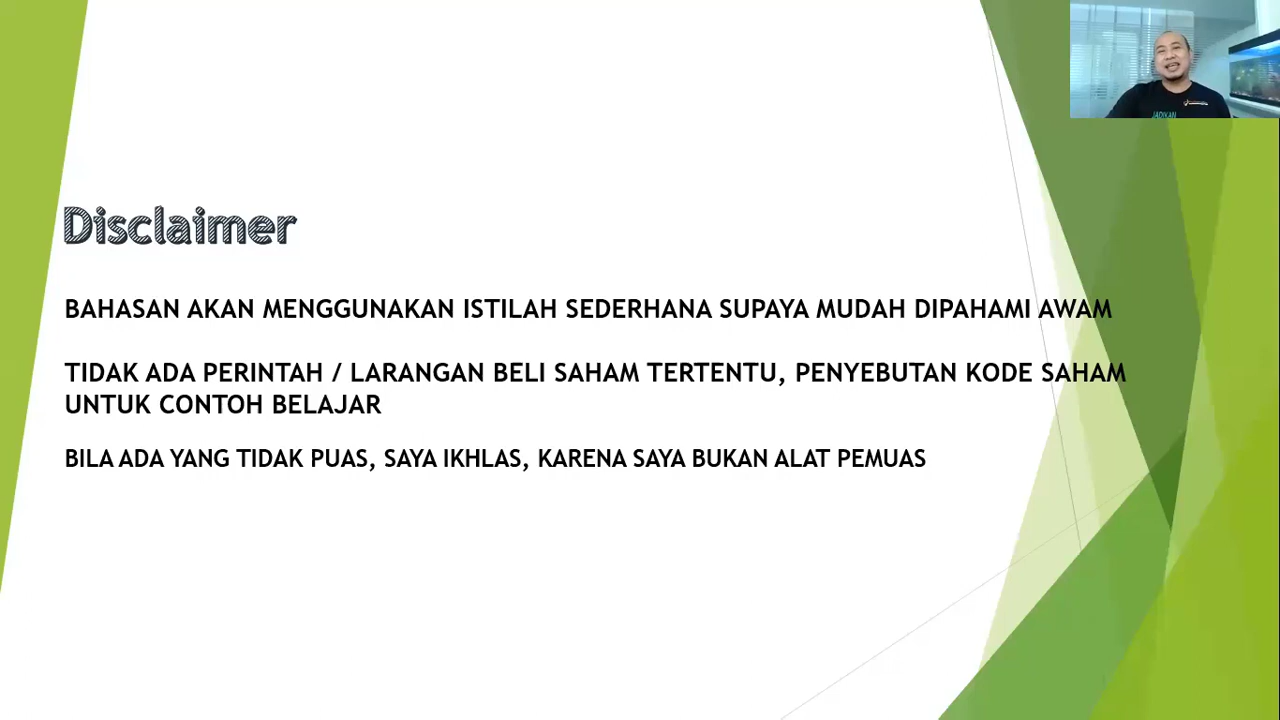 JADIKAN
Disclaimer
BAHASAN AKAN MENGGUNAKAN ISTILAH SEDERHANA SUPAYA MUDAH DIPAHAMI AWAM
TIDAK ADA PERINTAH / LARANGAN BELI SAHAM TERTENTU, PENYEBUTAN KODE SAHAM
UNTUK CONTOH BELAJAR
BILA ADA YANG TIDAK PUAS, SAYA IKHLAS, KARENA SAYA BUKAN ALAT PEMUAS